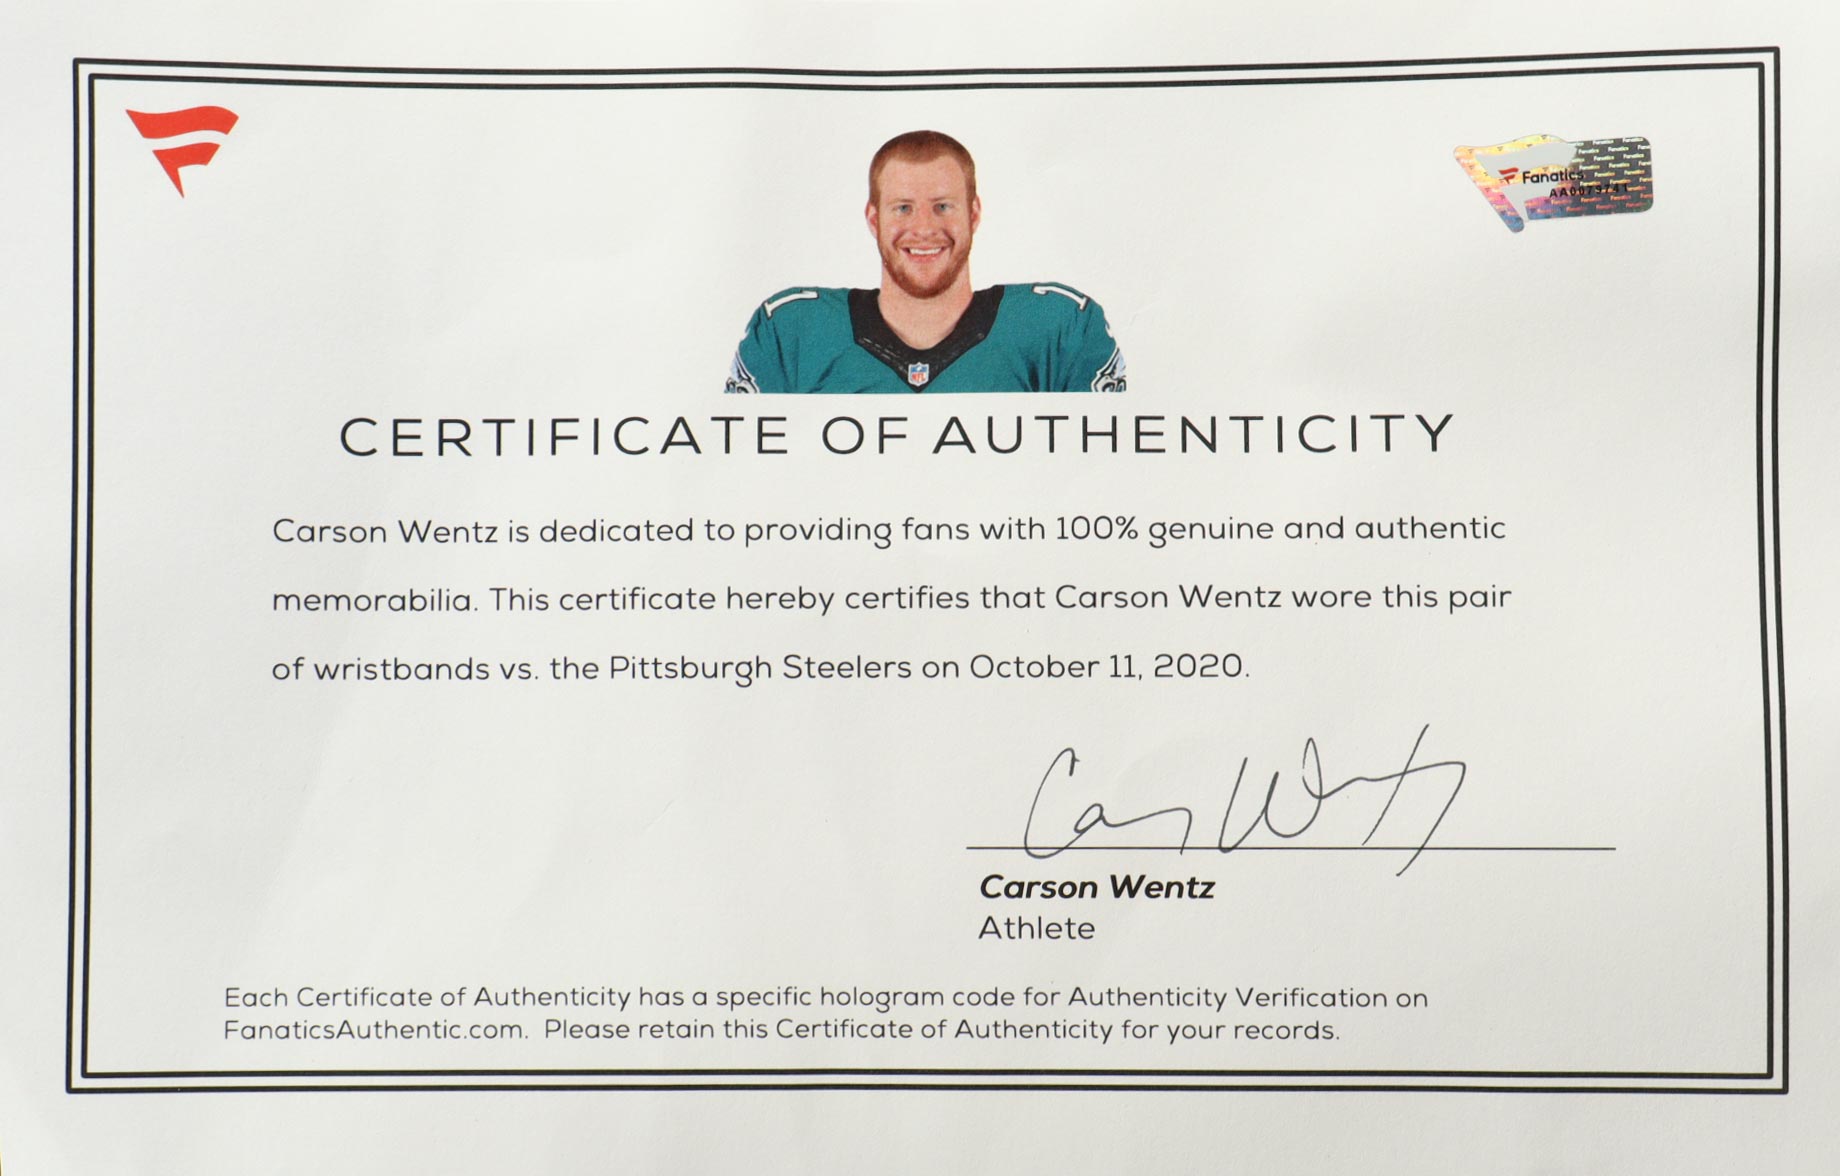 Fanatics
AA0073741
NFL
CERTIFICATE OF AUTHENTICITY
Carson Wentz is dedicated to providing fans with 100% genuine and authentic
memorabilia. This certificate hereby certifies that Carson Wentz wore this pair
of wristbands vs. the Pittsburgh Steelers on October 11, 2020.
Carson Wentz
Athlete
Each Certificate of Authenticity has a specific hologram code for Authenticity Verification on
FanaticsAuthentic.com. Please retain this Certificate of Authenticity for your records.